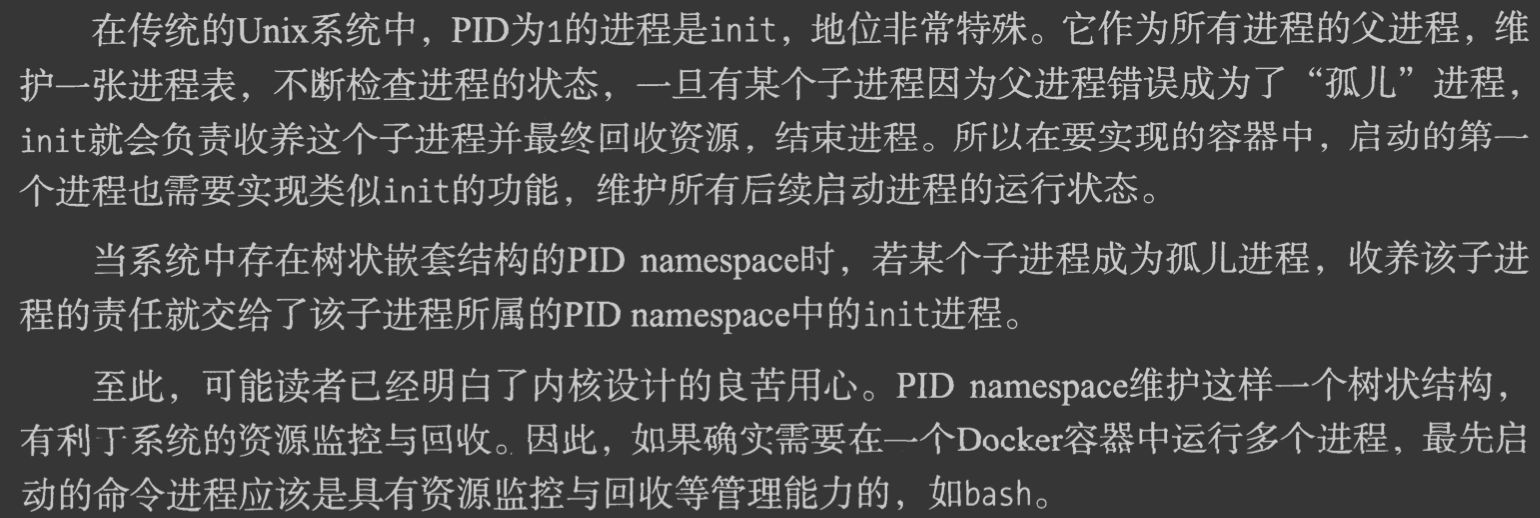 在传统的Unix系统中，PID为1的进程是init，地位非常特殊。它作为所有进程的父进程，维
护一张进程表，不断检查进程的状态，一旦有某个子进程因为父进程错误成为了“孤儿”进程，
init就会负责收养这个子进程并最终回收资源，结束进程。所以在要实现的容器中，启动的第一
个进程也需要实现类似init的功能，维护所有后续启动进程的运行状态。
当系统中存在树状嵌套结构的PID namespace时，若某个子进程成为孤儿进程，收养该子进
程的责任就交给了该子进程所属的PID namespace中的init进程。
至此，可能读者已经明白了内核设计的良苦用心。PID namespace维护这样一个树状结构，
有利于系统的资源监控与回收。因此，如果确实需要在一个Docker容器中运行多个进程，最先启
动的命令进程应该是具有资源监控与回收等管理能力的，如bash。